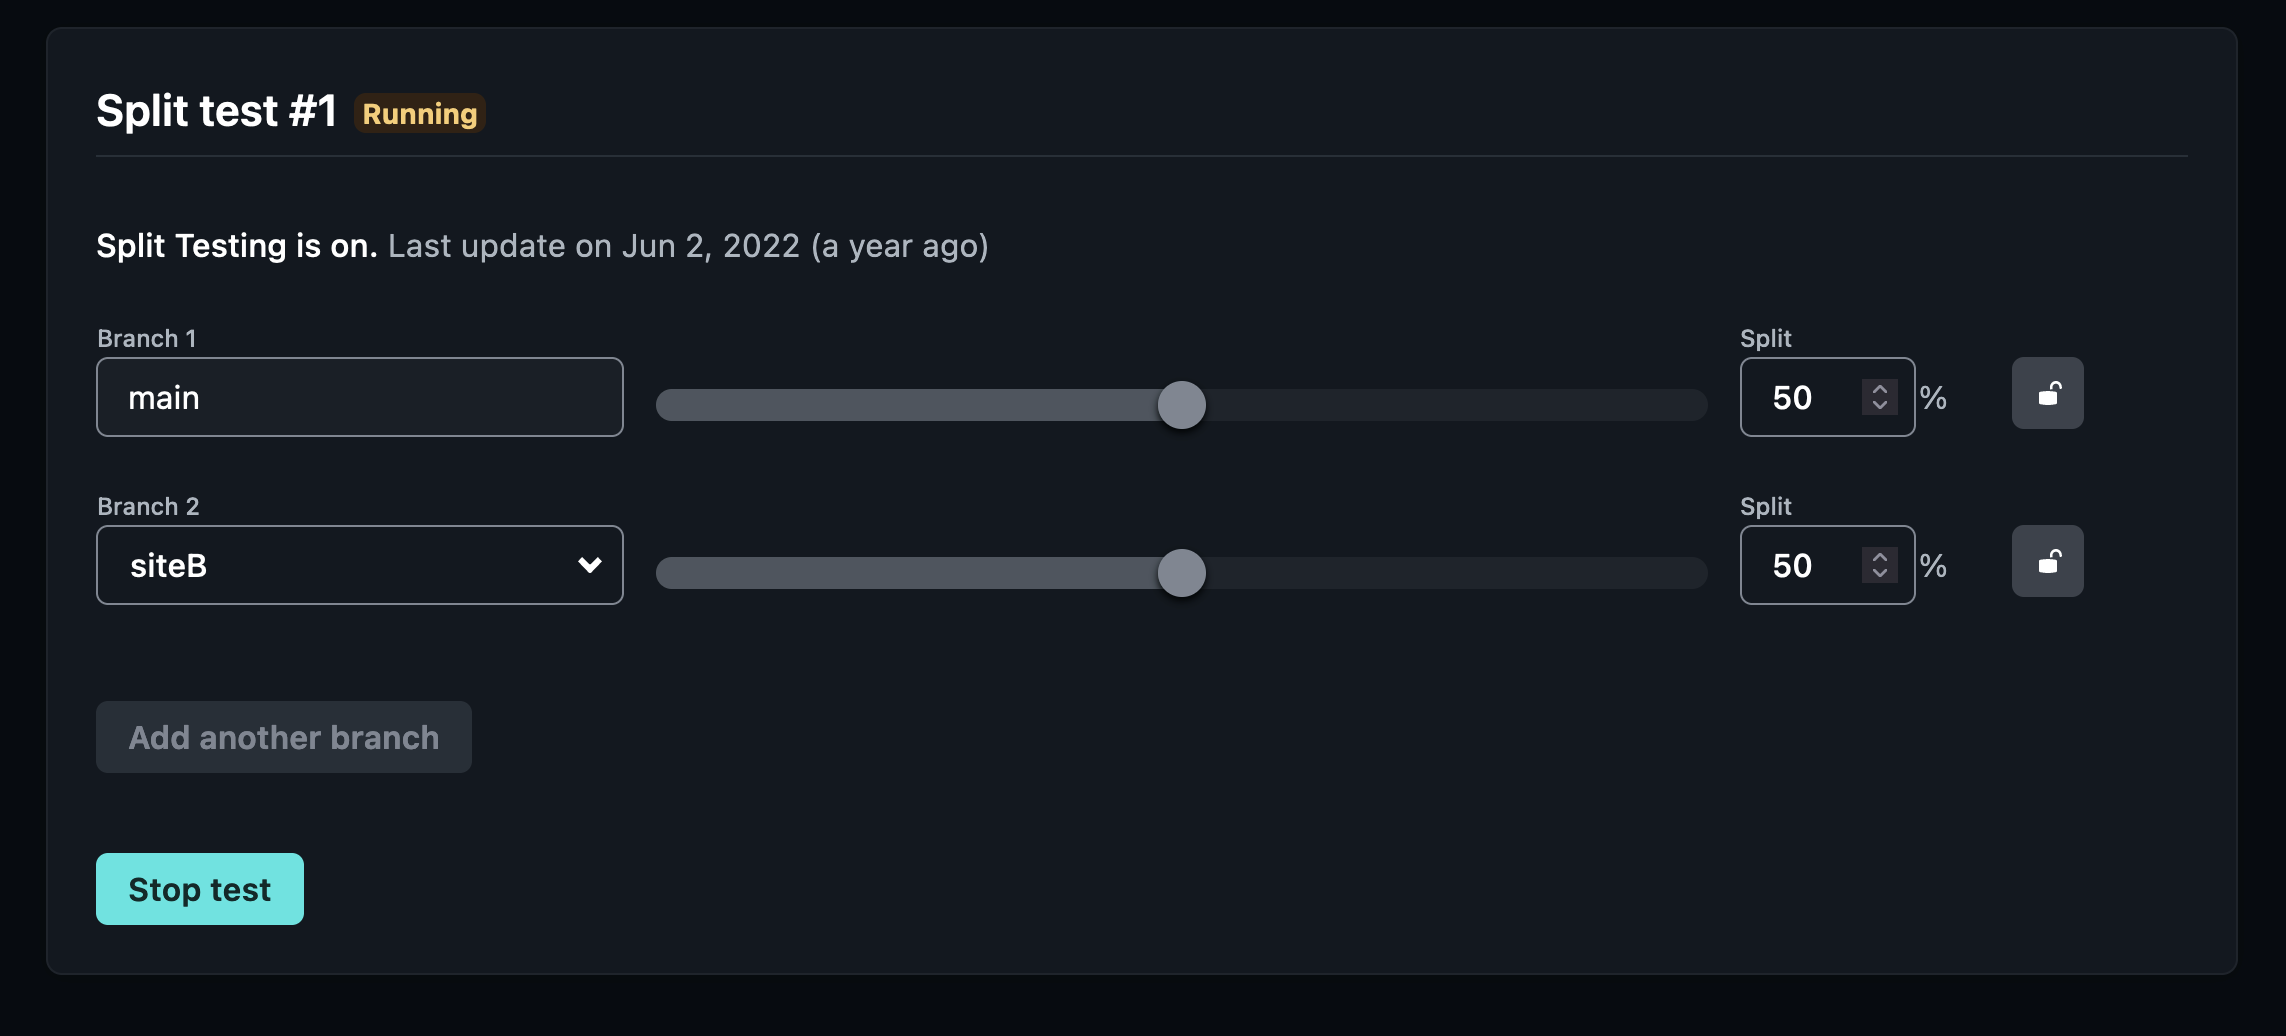 Split test #1 Running
Split Testing is on. Last update on Jun 2, 2022 (a year ago)
Branch 1
Split
main
50 %
Branch 2
Split
siteB
50 %
Add another branch
Stop test